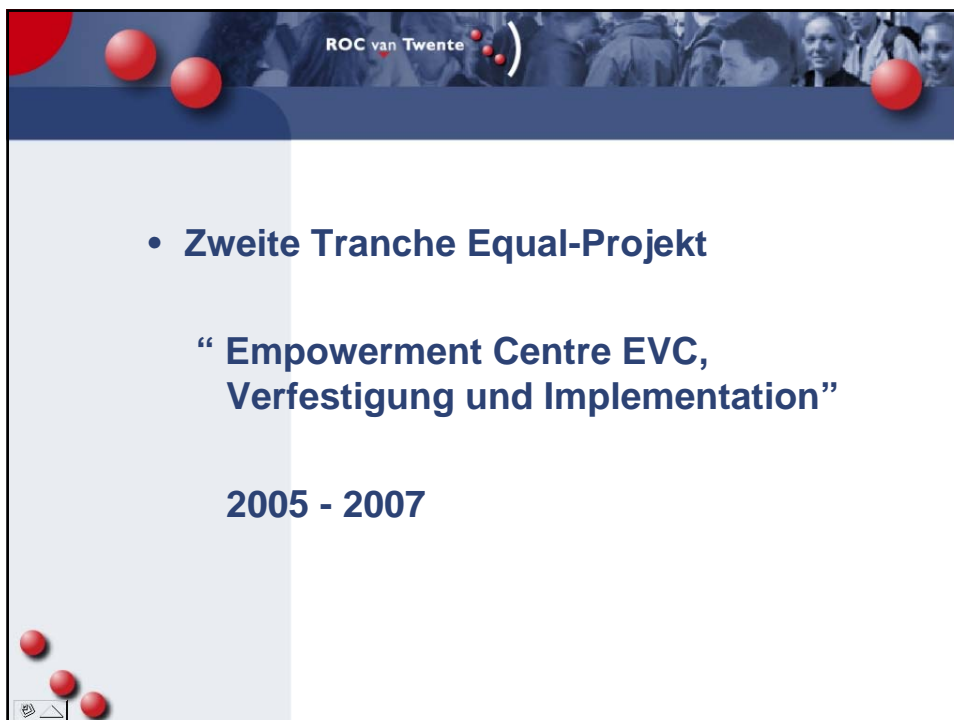 ROC van Twente
• Zweite Tranche Equal-Projekt
“ Empowerment Centre EVC,
Verfestigung und Implementation”
2005 - 2007